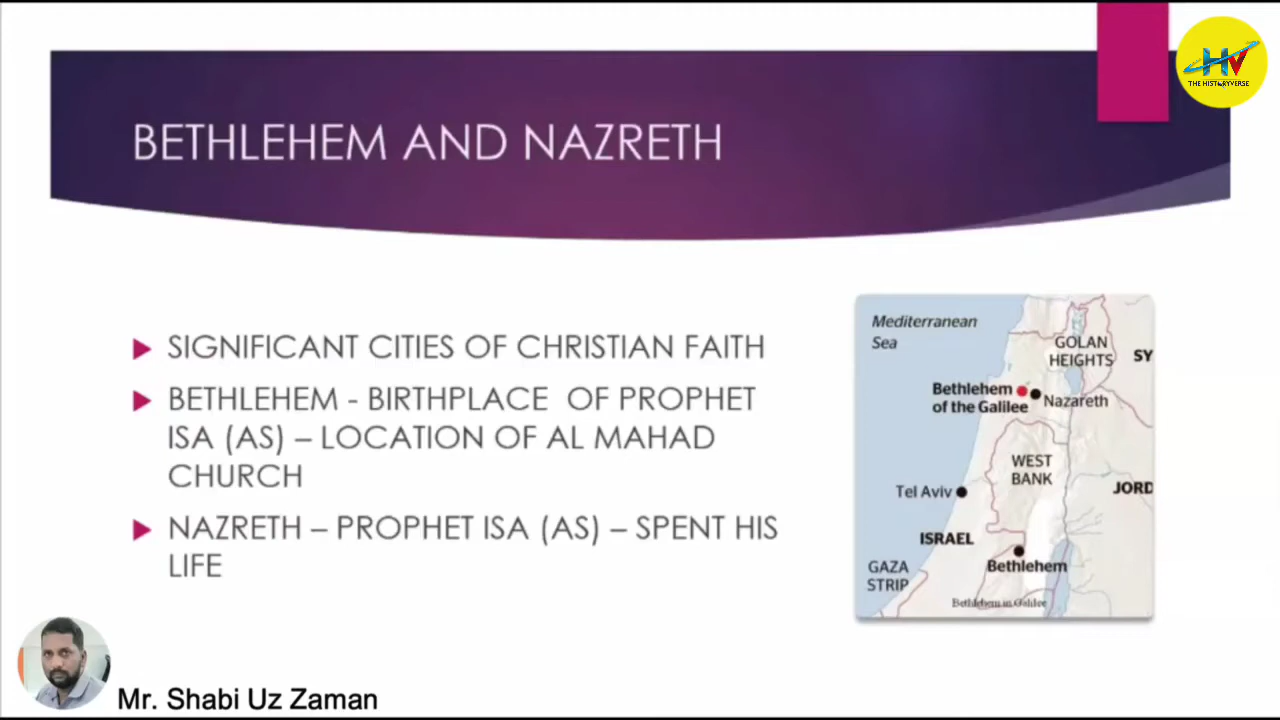 HV
THE HISTORYVERSE
BETHLEHEM AND NAZRETH
SIGNIFICANT CITIES OF CHRISTIAN FAITH
BETHLEHEM - BIRTHPLACE OF PROPHET
ISA (AS) – LOCATION OF AL MAHAD
CHURCH
NAZRETH – PROPHET ISA (AS) – SPENT HIS
LIFE
Mediterranean
Sea
GOLAN
HEIGHTS
SY
Bethlehem
of the Galilee
Nazareth
WEST
BANK
Tel Aviv
JORD
ISRAEL
Bethlehem
GAZA
STRIP
Bethlehem in Galilee
Mr. Shabi Uz Zaman